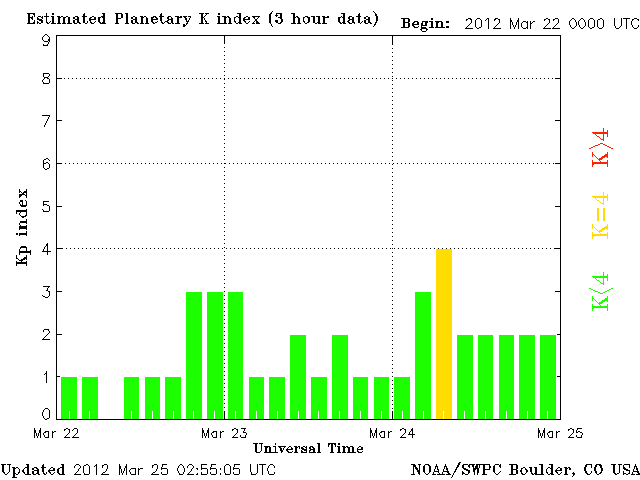 Estimated Planetary K index (3 hour data)
Begin: 2012 Mar 22 0000 UTC
9
8
7
6
5
4
3
2
1
0
Kp index
K>4
K=4
K<4
Mar 22
Mar 23
Mar 24
Mar 25
Universal Time
Updated 2012 Mar 25 02:55:05 UTC
NOAA/SWPC Boulder, CO USA